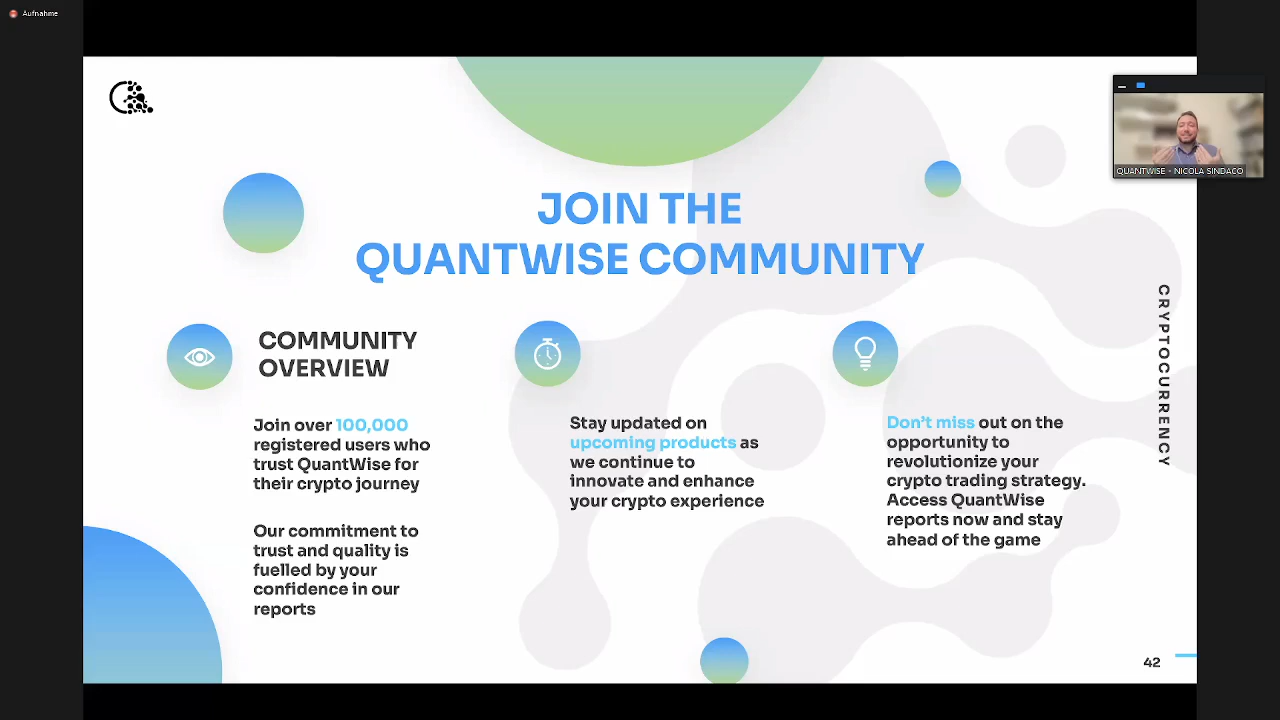 Aufnahme
QUANTWISE - NICOLA SINDACO
JOIN THE
QUANTWISE COMMUNITY
COMMUNITY
OVERVIEW
Join over 100,000
registered users who
trust QuantWise for
their crypto journey
Our commitment to
trust and quality is
fuelled by your
confidence in our
reports
Stay updated on
upcoming products as
we continue to
innovate and enhance
your crypto experience
Don't miss out on the
opportunity to
revolutionize your
crypto trading strategy.
Access QuantWise
reports now and stay
ahead of the game
CRYPTOCURRENCY
42